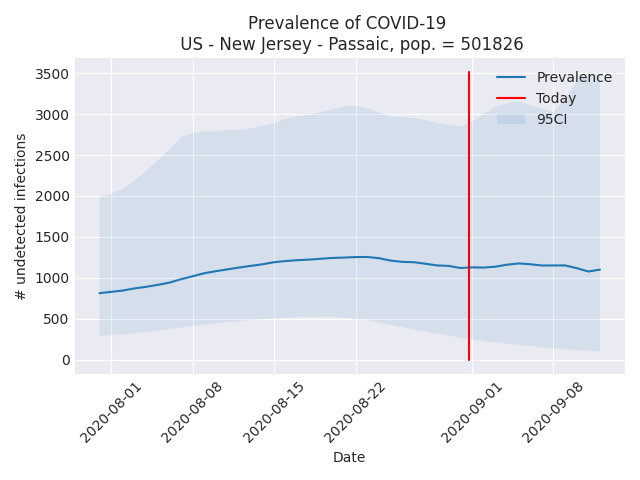 Prevalence of COVID-19
US - New Jersey - Passaic, pop. = 501826
3500
3000
2500
2000
1500
1000
500
0
# undetected infections
Prevalence
Today
95CI
2020-08-01
2020-08-08
2020-08-15
2020-08-22
2020-09-01
2020-09-08
Date